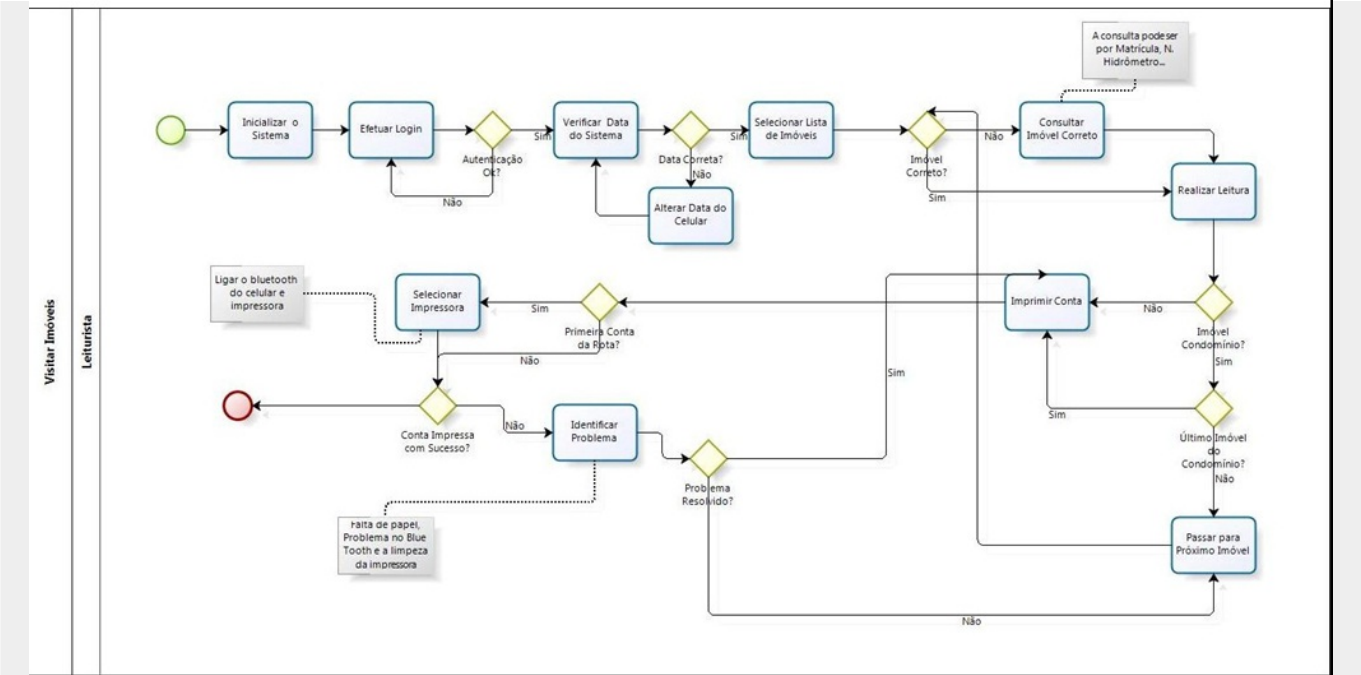 Visitar Imóveis
Leiturista
A consulta pode ser
por Matrícula, N.
Hidrômetro...
Inicializar o
Sistema
Efetuar Login
Autenticação
Ok?
Sim
Não
Verificar Data
do Sistema
Data Correta?
Sim
Não
Alterar Data do
Celular
Selecionar Lista
de Imóveis
Imóvel
Correto?
Não
Sim
Consultar
Imóvel Correto
Realizar Leitura
Ligar o bluetooth
do celular e
impressora
Selecionar
Impressora
Sim
Primeira Conta
da Rota?
Não
Imprimir Conta
Não
Imóvel
Condomínio?
Sim
Sim
Último Imóvel
do
Condomínio?
Não
Conta Impressa
com Sucesso?
Não
Identificar
Problema
Problema
Resolvido?
Sim
Falta de papel,
Problema no Blue
Tooth e a limpeza
da impressora
Passar para
Próximo Imóvel
Não